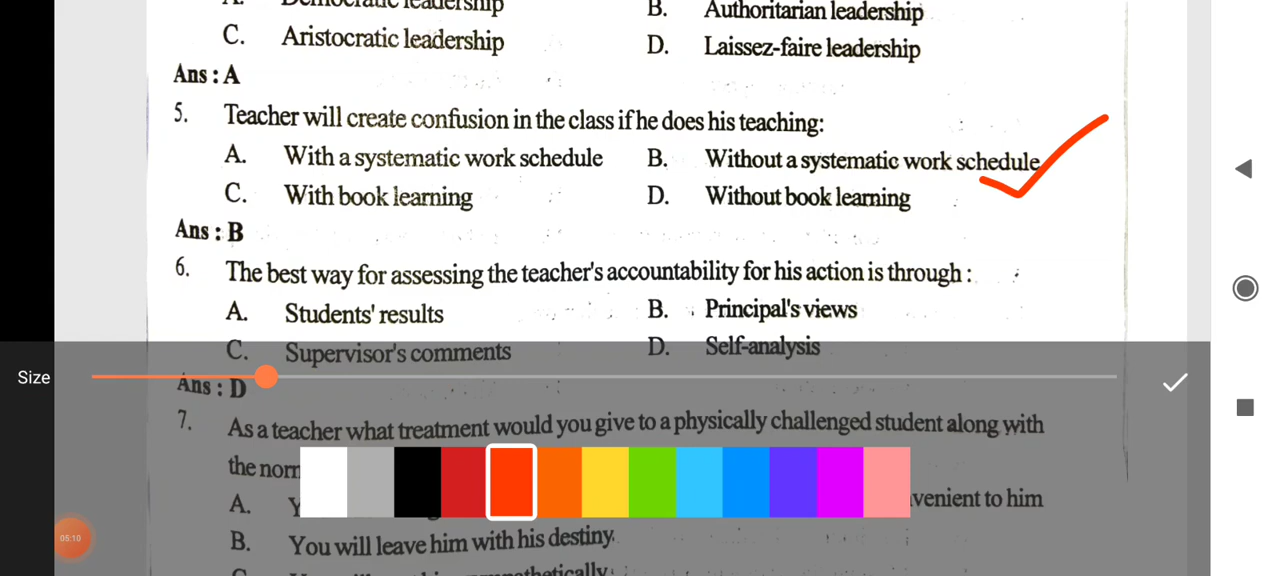 A. Democratic leadership B. Authoritarian leadership
C. Aristocratic leadership D. Laissez-faire leadership
Ans : A
5. Teacher will create confusion in the class if he does his teaching:
A. With a systematic work schedule B. Without a systematic work schedule
C. With book learning D. Without book learning
Ans : B
6. The best way for assessing the teacher's accountability for his action is through :
A. Students' results B. Principal's views
C. Supervisor's comments D. Self-analysis
Size
Ans : D
7. As a teacher what treatment would you give to a physically challenged student along with
the
A. venient to him
B. You will leave him with his destiny.
05:10